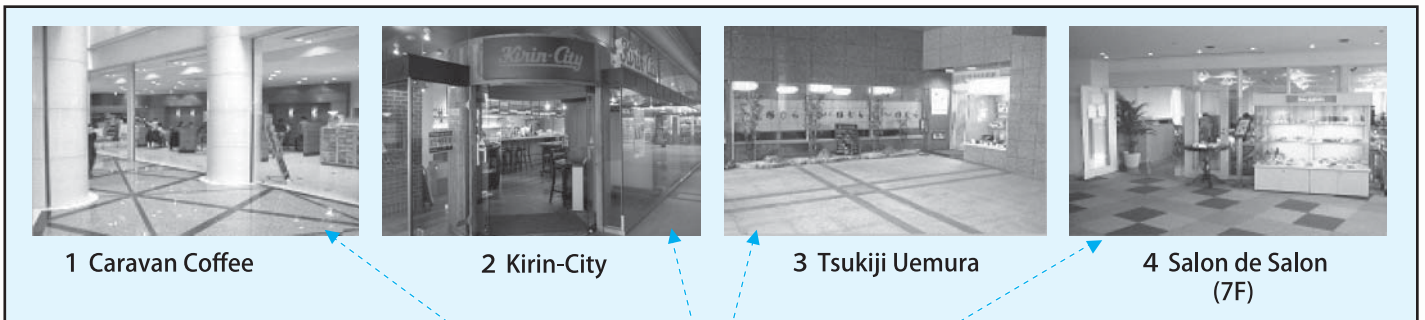 Kirin-City
1 Caravan Coffee
2 Kirin-City
3 Tsukiji Uemura
4 Salon de Salon
(7F)